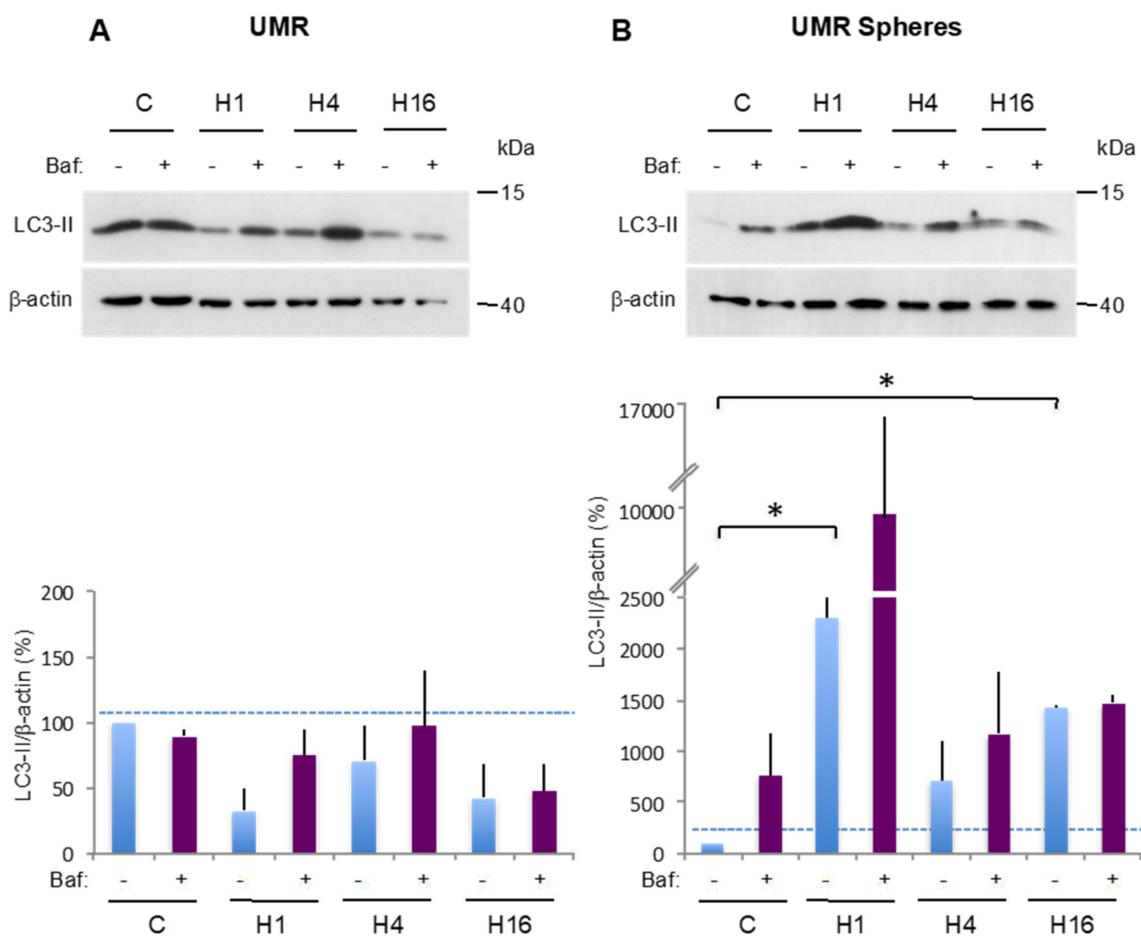 A UMR
C H1 H4 H16
kDa
Baf: - + - + - + - +
15
LC3-II
β-actin
40
200
150
100
50
0
LC3-II/β-actin (%)
Baf: - + - + - + - +
C H1 H4 H16
B UMR Spheres
C H1 H4 H16
kDa
Baf: - + - + - + - +
15
LC3-II
β-actin
40
*
17000
10000
*
2500
2000
1500
1000
500
0
LC3-II/β-actin (%)
Baf: - + - + - + - +
C H1 H4 H16